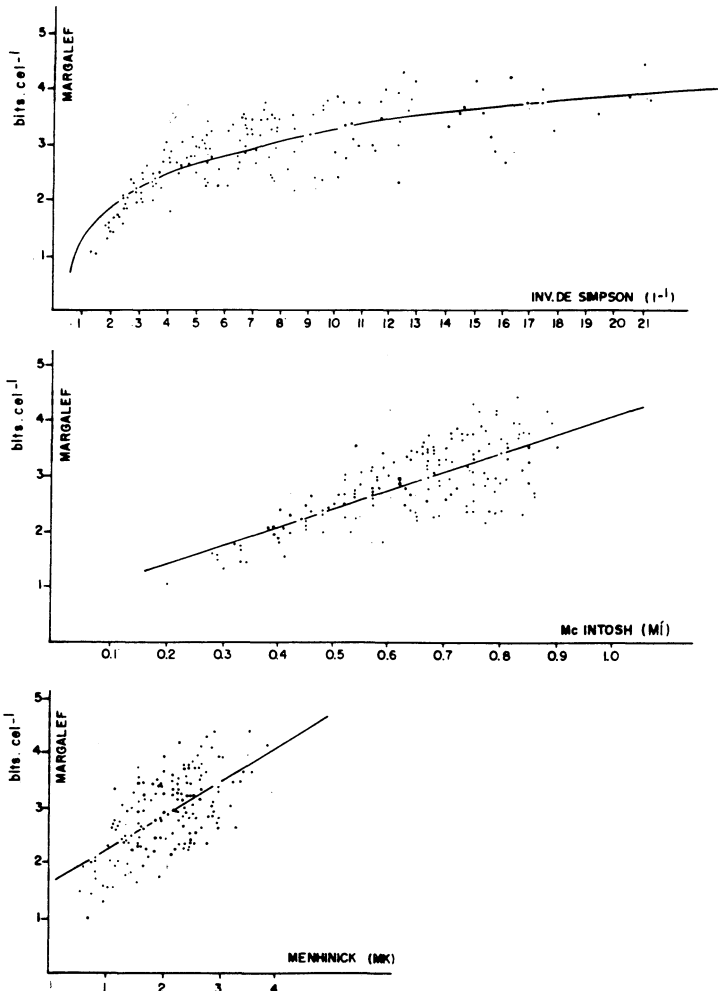 5
4
3
2
1
bits.cel-1
MARGALEF
INV.DE SIMPSON (I-1)
1 2 3 4 5 6 7 8 9 10 11 12 13 14 15 16 17 18 19 20 21
5
4
3
2
1
bits.cel-1
MARGALEF
Mc INTOSH (MÍ)
0.1 0.2 0.3 0.4 0.5 0.6 0.7 0.8 0.9 1.0
5
4
3
2
1
bits.cel-1
MARGALEF
MENHINICK (MK)
1 2 3 4